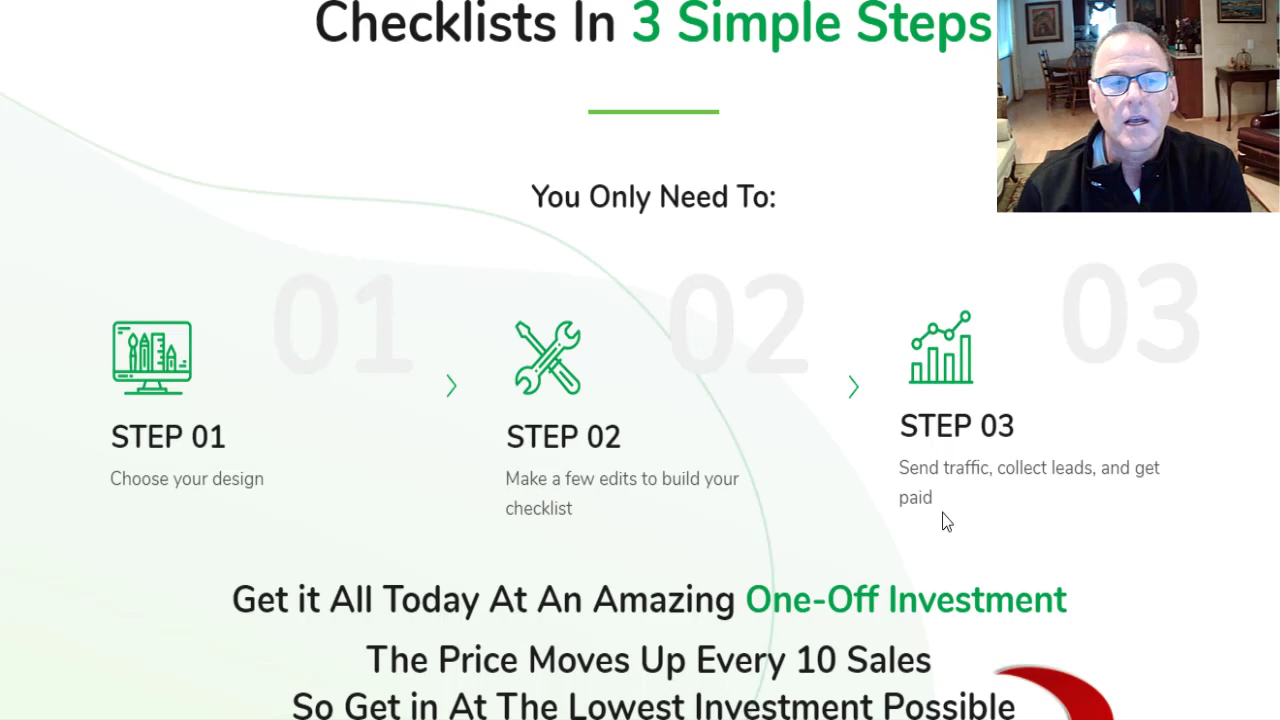 Checklists In 3 Simple Steps
You Only Need To:
01
02
03
STEP 01
Choose your design
STEP 02
Make a few edits to build your
checklist
STEP 03
Send traffic, collect leads, and get
paid
Get it All Today At An Amazing One-Off Investment
The Price Moves Up Every 10 Sales
So Get in At The Lowest Investment Possible